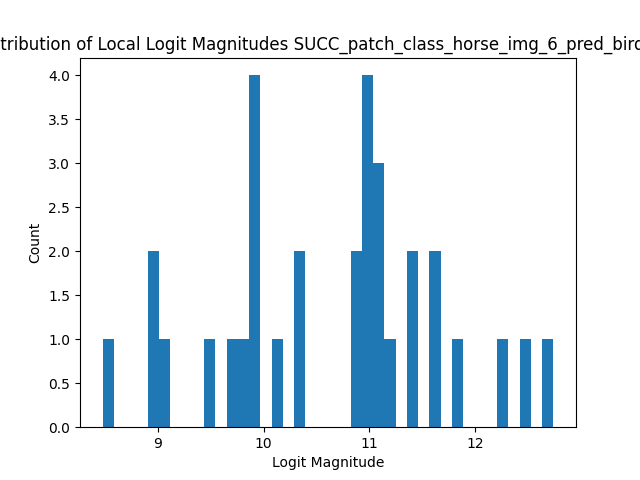 tribution of Local Logit Magnitudes SUCC_patch_class_horse_img_6_pred_bird
4.0
3.5
3.0
2.5
2.0
1.5
1.0
0.5
0.0
Count
9 10 11 12
Logit Magnitude